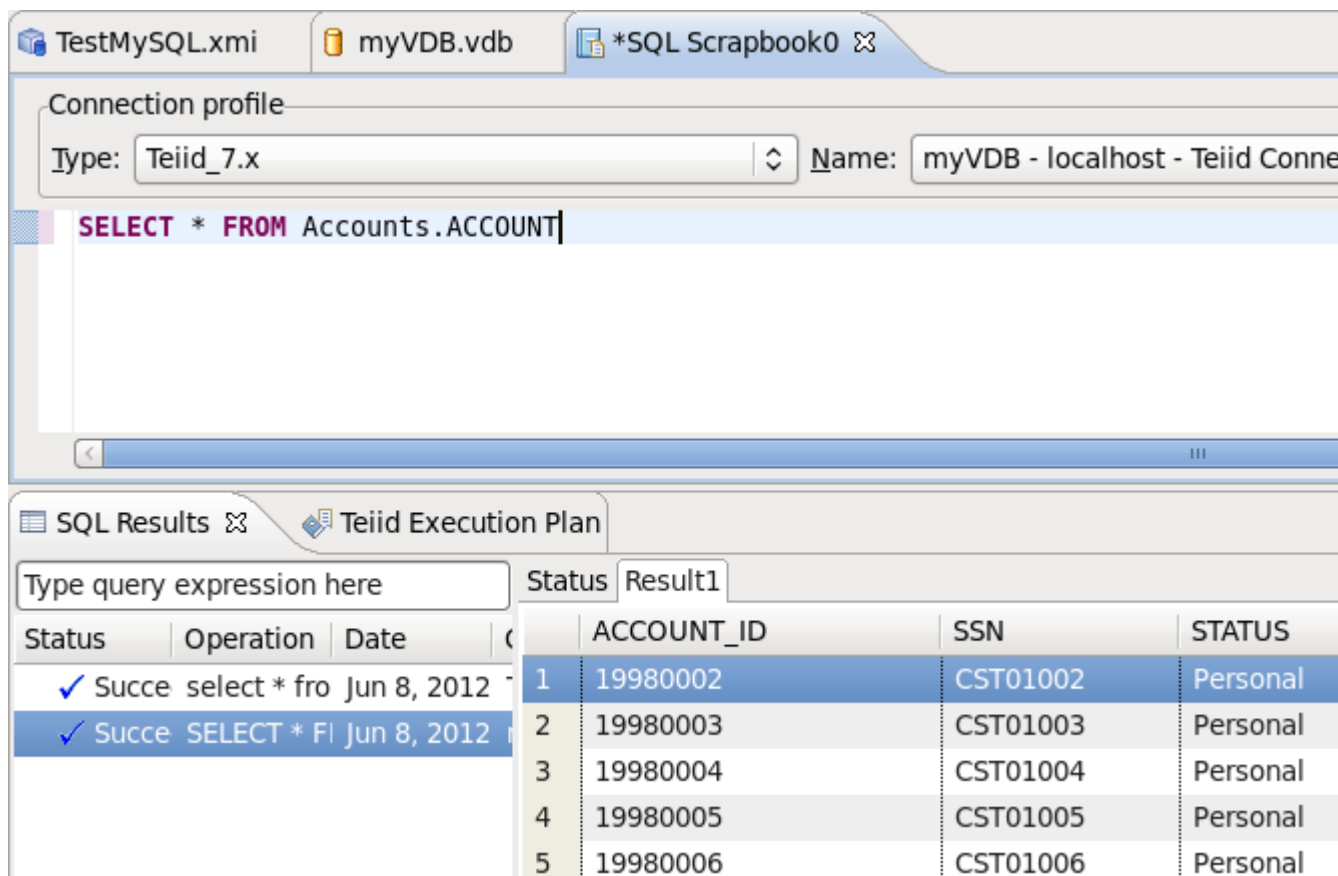 TestMySQL.xmi myVDB.vdb *SQL Scrapbook0
Connection profile
Type: Teiid_7.x Name: myVDB - localhost - Teiid Conne
SELECT * FROM Accounts.ACCOUNT
SQL Results Teiid Execution Plan
Type query expression here
Status Result1
Status Operation Date
ACCOUNT_ID SSN STATUS
Succe select * fro Jun 8, 2012
1 19980002 CST01002 Personal
Succe SELECT * Jun 8, 2012
2 19980003 CST01003 Personal
3 19980004 CST01004 Personal
4 19980005 CST01005 Personal
5 19980006 CST01006 Personal